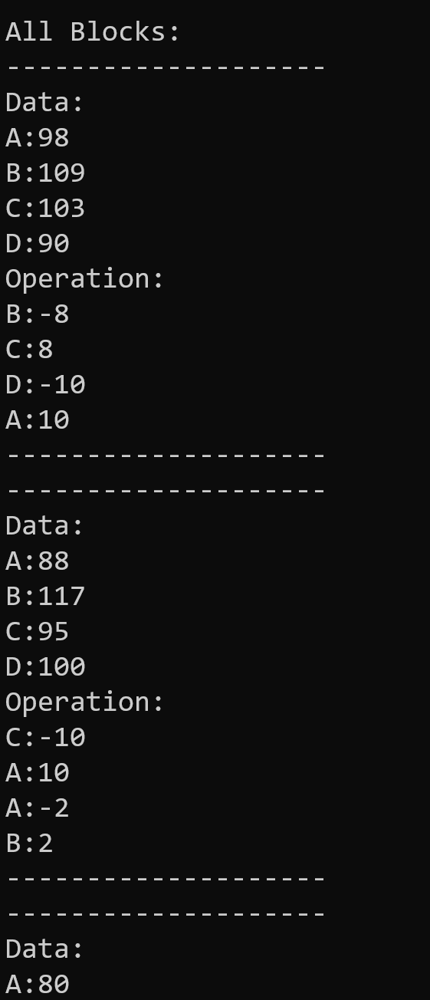 All Blocks:
--------------------
Data:
A:98
B:109
C:103
D:90
Operation:
B:-8
C:8
D:-10
A:10
--------------------
--------------------
Data:
A:88
B:117
C:95
D:100
Operation:
C:-10
A:10
A:-2
B:2
--------------------
--------------------
Data:
A:80